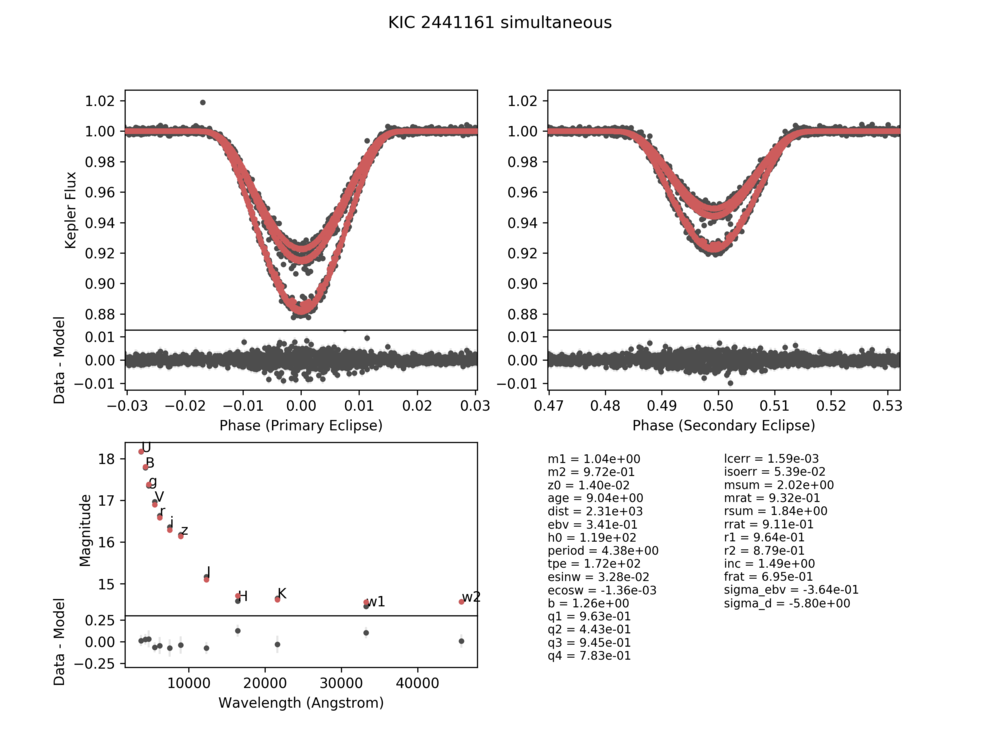 KIC 2441161 simultaneous
1.02
1.00
0.98
0.96
0.94
0.92
0.90
0.88
Kepler Flux
0.01
0.00
−0.01
Data - Model
−0.03 −0.02 −0.01 0.00 0.01 0.02 0.03
Phase (Primary Eclipse)
1.02
1.00
0.98
0.96
0.94
0.92
0.90
0.88
0.01
0.00
−0.01
0.47 0.48 0.49 0.50 0.51 0.52 0.53
Phase (Secondary Eclipse)
18
17
16
15
Magnitude
U
B
g
V
r
i
z
J
H
K
w1
w2
0.25
0.00
−0.25
Data - Model
10000 20000 30000 40000
Wavelength (Angstrom)
m1 = 1.04e+00
m2 = 9.72e-01
z0 = 1.40e-02
age = 9.04e+00
dist = 2.31e+03
ebv = 3.41e-01
h0 = 1.19e+02
period = 4.38e+00
tpe = 1.72e+02
esinw = 3.28e-02
ecosw = -1.36e-03
b = 1.26e+00
q1 = 9.63e-01
q2 = 4.43e-01
q3 = 9.45e-01
q4 = 7.83e-01
lcerr = 1.59e-03
isoerr = 5.39e-02
msum = 2.02e+00
mrat = 9.32e-01
rsum = 1.84e+00
rrat = 9.11e-01
r1 = 9.64e-01
r2 = 8.79e-01
inc = 1.49e+00
frat = 6.95e-01
sigma_ebv = -3.64e-01
sigma_d = -5.80e+00